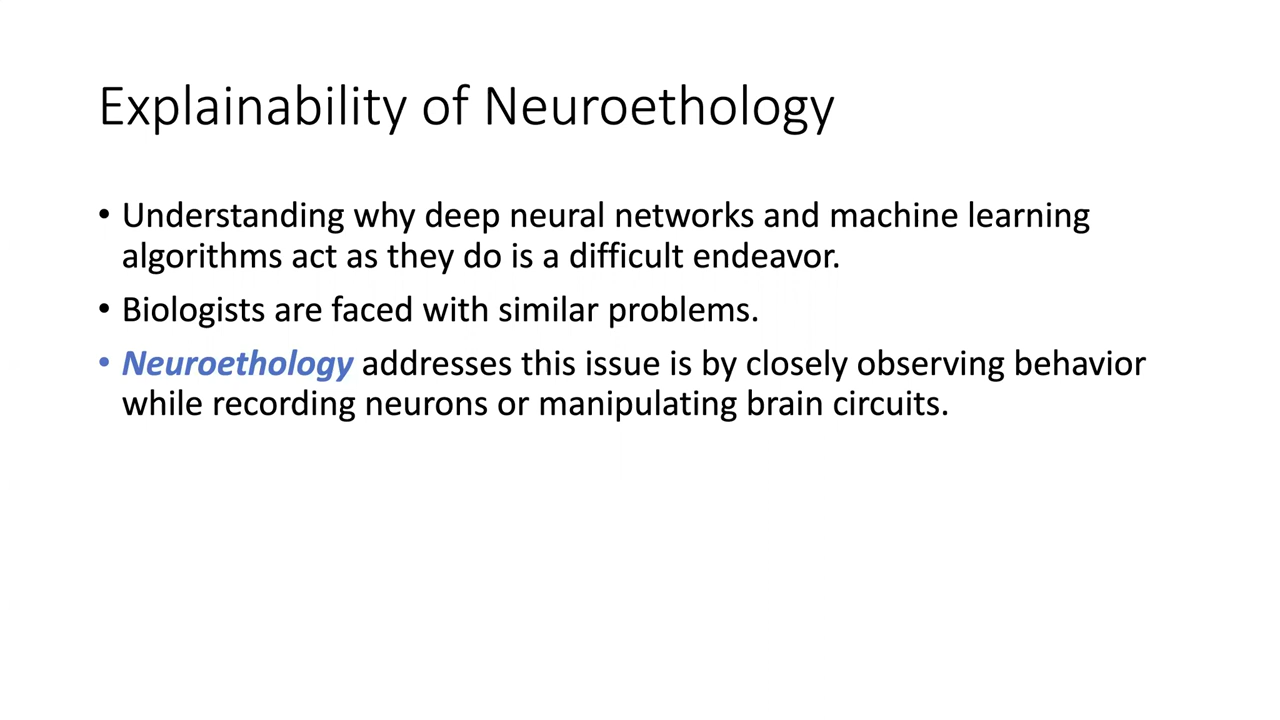 Explainability of Neuroethology
• Understanding why deep neural networks and machine learning
algorithms act as they do is a difficult endeavor.
• Biologists are faced with similar problems.
• Neuroethology addresses this issue is by closely observing behavior
while recording neurons or manipulating brain circuits.